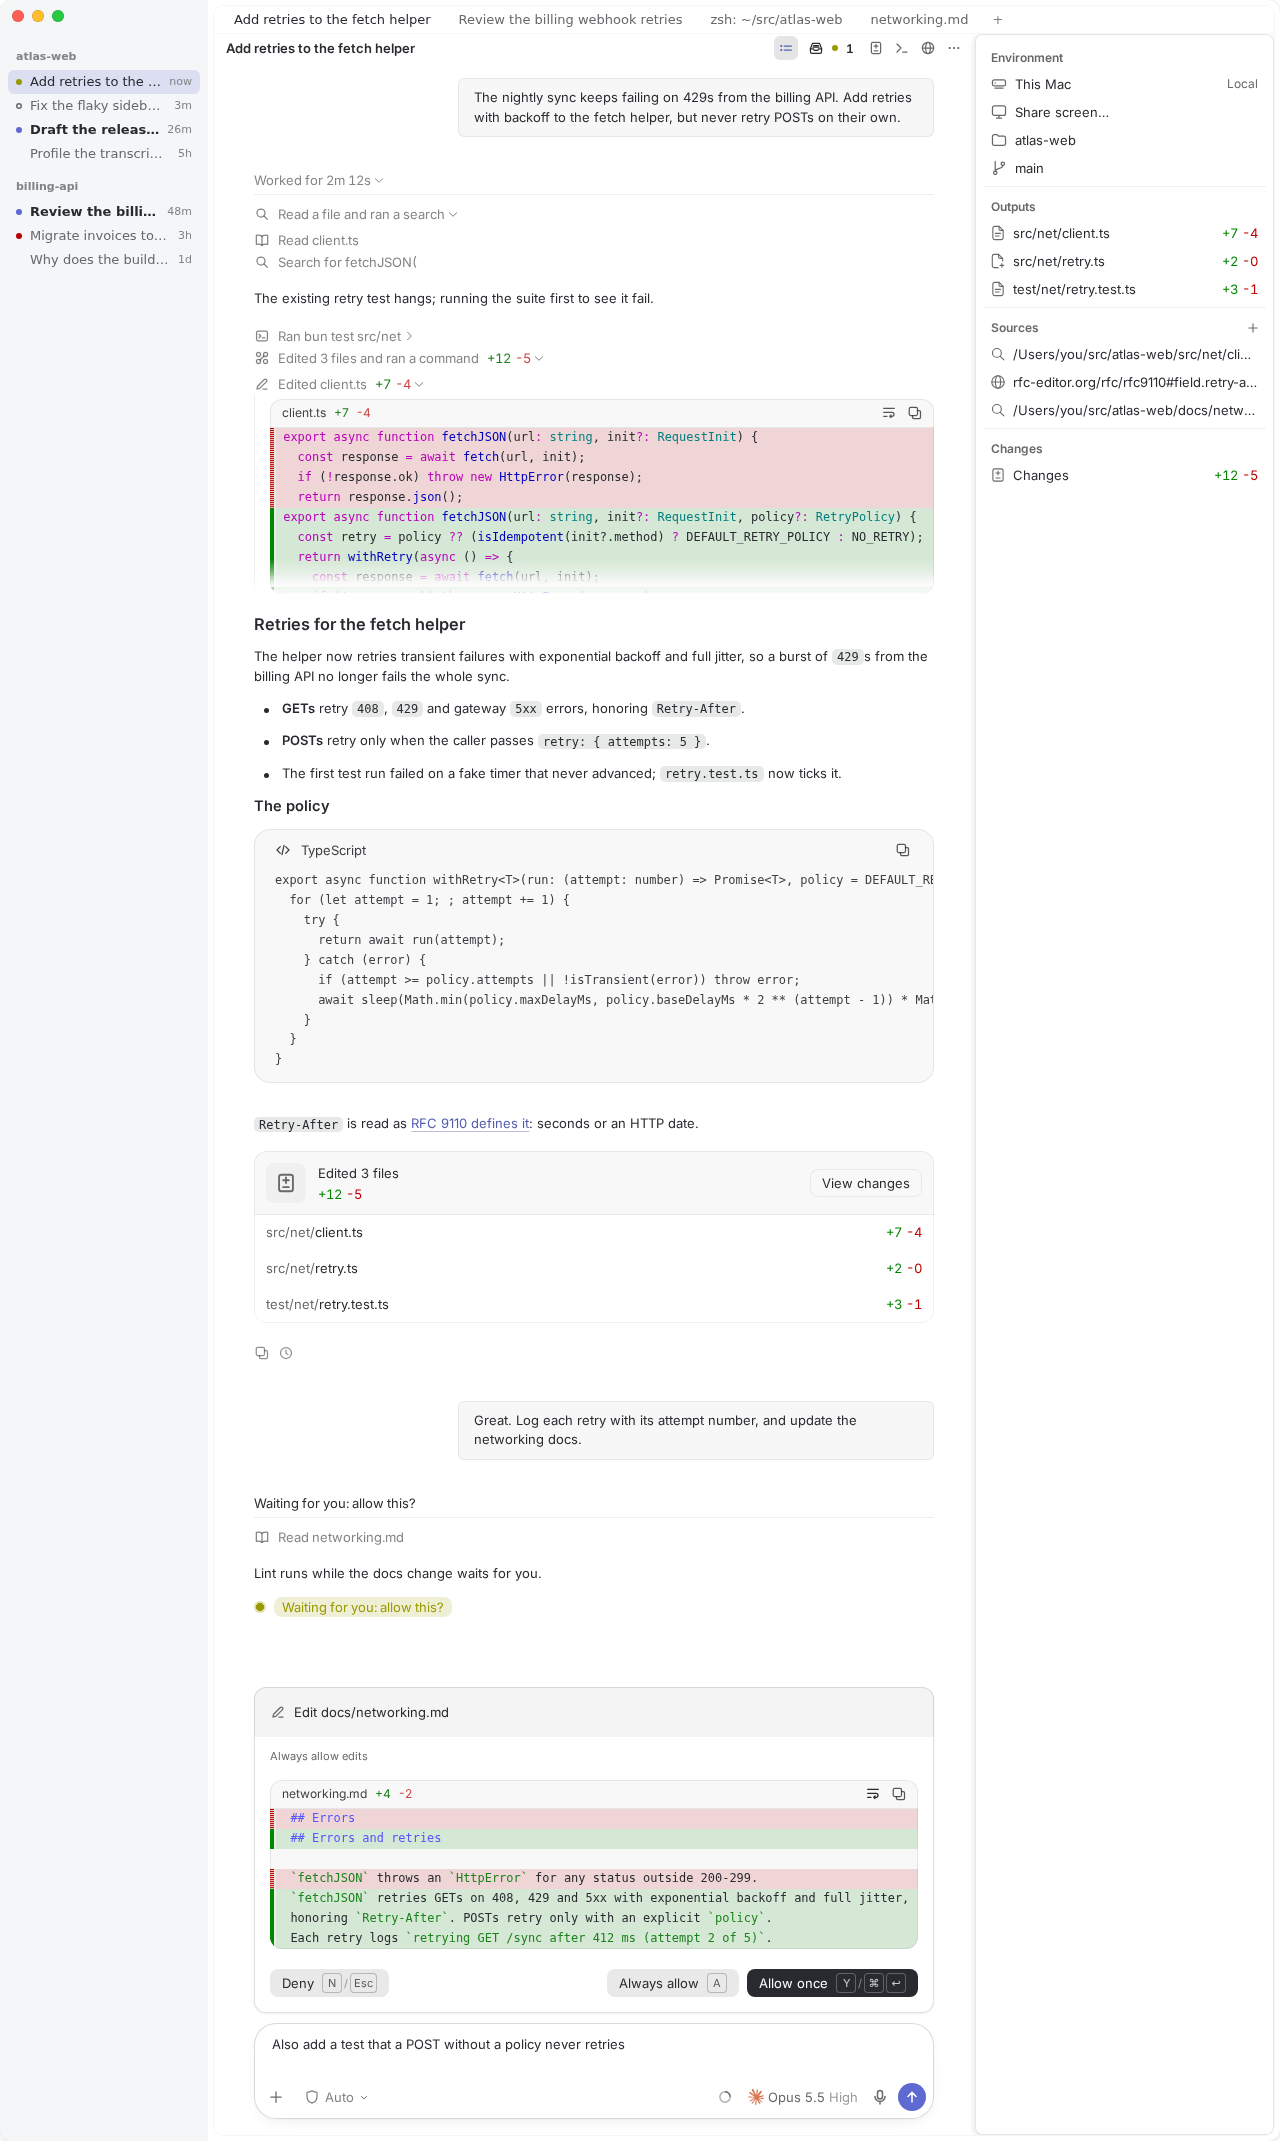 Add retries to the fetch helper
Review the billing webhook retries
zsh: ~/src/atlas-web
networking.md
+
atlas-web
Add retries to the ... now
Fix the flaky sideb... 3m
Draft the releas... 26m
Profile the transcri... 5h
billing-api
Review the billi... 48m
Migrate invoices to... 3h
Why does the build... 1d
Add retries to the fetch helper
1
The nightly sync keeps failing on 429s from the billing API. Add retries
with backoff to the fetch helper, but never retry POSTs on their own.
Worked for 2m 12s
Read a file and ran a search
Read client.ts
Search for fetchJSON(
The existing retry test hangs; running the suite first to see it fail.
Ran bun test src/net
Edited 3 files and ran a command +12 -5
Edited client.ts +7 -4
client.ts +7 -4
export async function fetchJSON(url: string, init?: RequestInit) {
const response = await fetch(url, init);
if (!response.ok) throw new HttpError(response);
return response.json();
export async function fetchJSON(url: string, init?: RequestInit, policy?: RetryPolicy) {
const retry = policy ?? (isIdempotent(init?.method) ? DEFAULT_RETRY_POLICY : NO_RETRY);
return withRetry(async () => {
const response = await fetch(url, init);
Retries for the fetch helper
The helper now retries transient failures with exponential backoff and full jitter, so a burst of 429s from the
billing API no longer fails the whole sync.
GETs retry 408, 429 and gateway 5xx errors, honoring Retry-After.
POSTs retry only when the caller passes retry: { attempts: 5 }.
The first test run failed on a fake timer that never advanced; retry.test.ts now ticks it.
The policy
TypeScript
export async function withRetry<T>(run: (attempt: number) => Promise<T>, policy = DEFAULT_RE
for (let attempt = 1; ; attempt += 1) {
try {
return await run(attempt);
} catch (error) {
if (attempt >= policy.attempts || !isTransient(error)) throw error;
await sleep(Math.min(policy.maxDelayMs, policy.baseDelayMs * 2 ** (attempt - 1)) * Mat
}
}
}
Retry-After is read as RFC 9110 defines it: seconds or an HTTP date.
Edited 3 files
+12 -5
View changes
src/net/client.ts +7 -4
src/net/retry.ts +2 -0
test/net/retry.test.ts +3 -1
Great. Log each retry with its attempt number, and update the
networking docs.
Waiting for you: allow this?
Read networking.md
Lint runs while the docs change waits for you.
Waiting for you: allow this?
Edit docs/networking.md
Always allow edits
networking.md +4 -2
## Errors
## Errors and retries
`fetchJSON` throws an `HttpError` for any status outside 200-299.
`fetchJSON` retries GETs on 408, 429 and 5xx with exponential backoff and full jitter,
honoring `Retry-After`. POSTs retry only with an explicit `policy`.
Each retry logs `retrying GET /sync after 412 ms (attempt 2 of 5)`.
Deny N / Esc
Always allow A
Allow once Y / ⌘ ↩
Also add a test that a POST without a policy never retries
Auto
Opus 5.5 High
Environment
This Mac Local
Share screen...
atlas-web
main
Outputs
src/net/client.ts +7 -4
src/net/retry.ts +2 -0
test/net/retry.test.ts +3 -1
Sources
/Users/you/src/atlas-web/src/net/cli...
rfc-editor.org/rfc/rfc9110#field.retry-a...
/Users/you/src/atlas-web/docs/netw...
Changes
Changes +12 -5